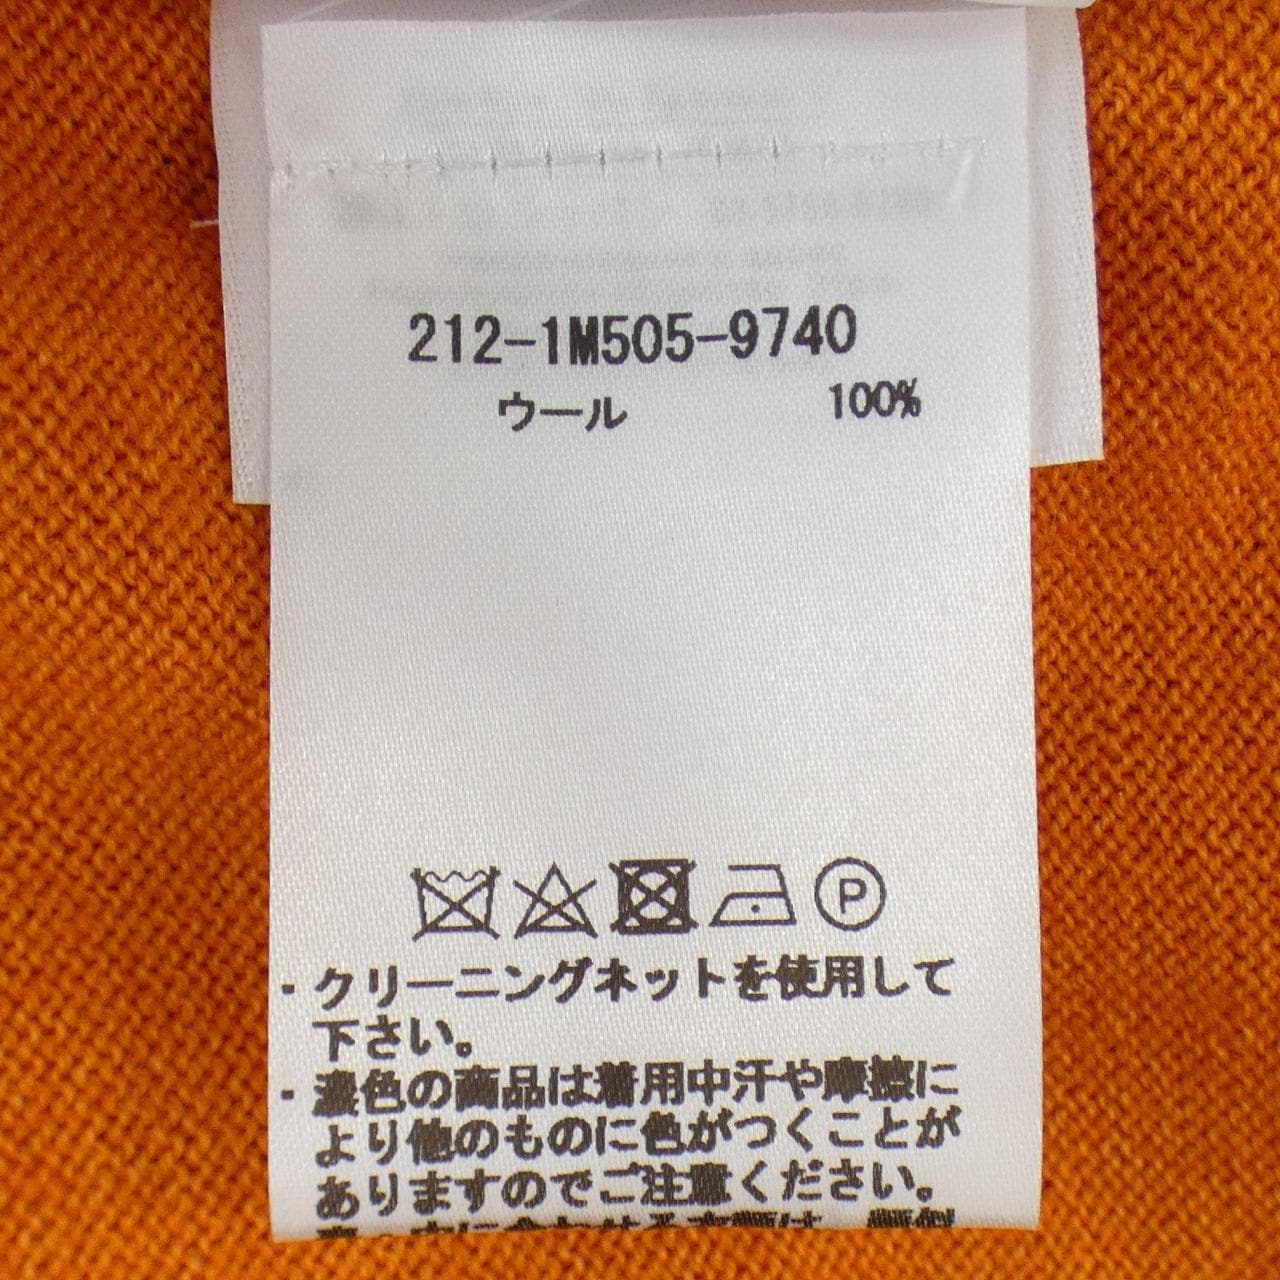 212-1M505-9740
ウール 100%
P
・クリーニングネットを使用して
下さい。
・濃色の商品は着用中汗や摩擦に
より他のものに色がつくことが
ありますのでご注意ください。